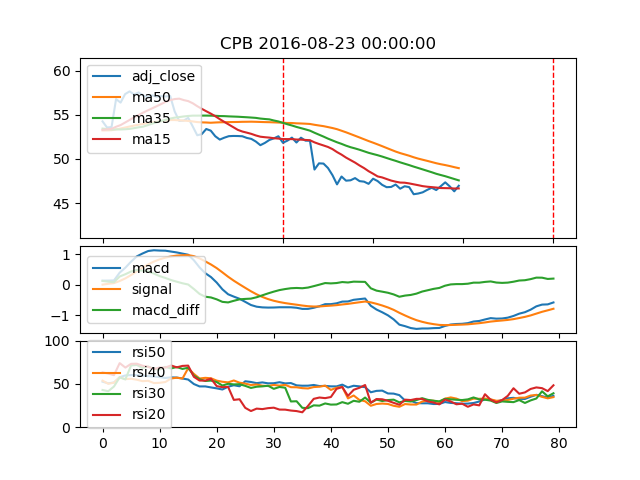 CPB 2016-08-23 00:00:00
60
55
50
45
adj_close
ma50
ma35
ma15
1
0
−1
macd
signal
macd_diff
100
50
0
rsi50
rsi40
rsi30
rsi20
0 10 20 30 40 50 60 70 80